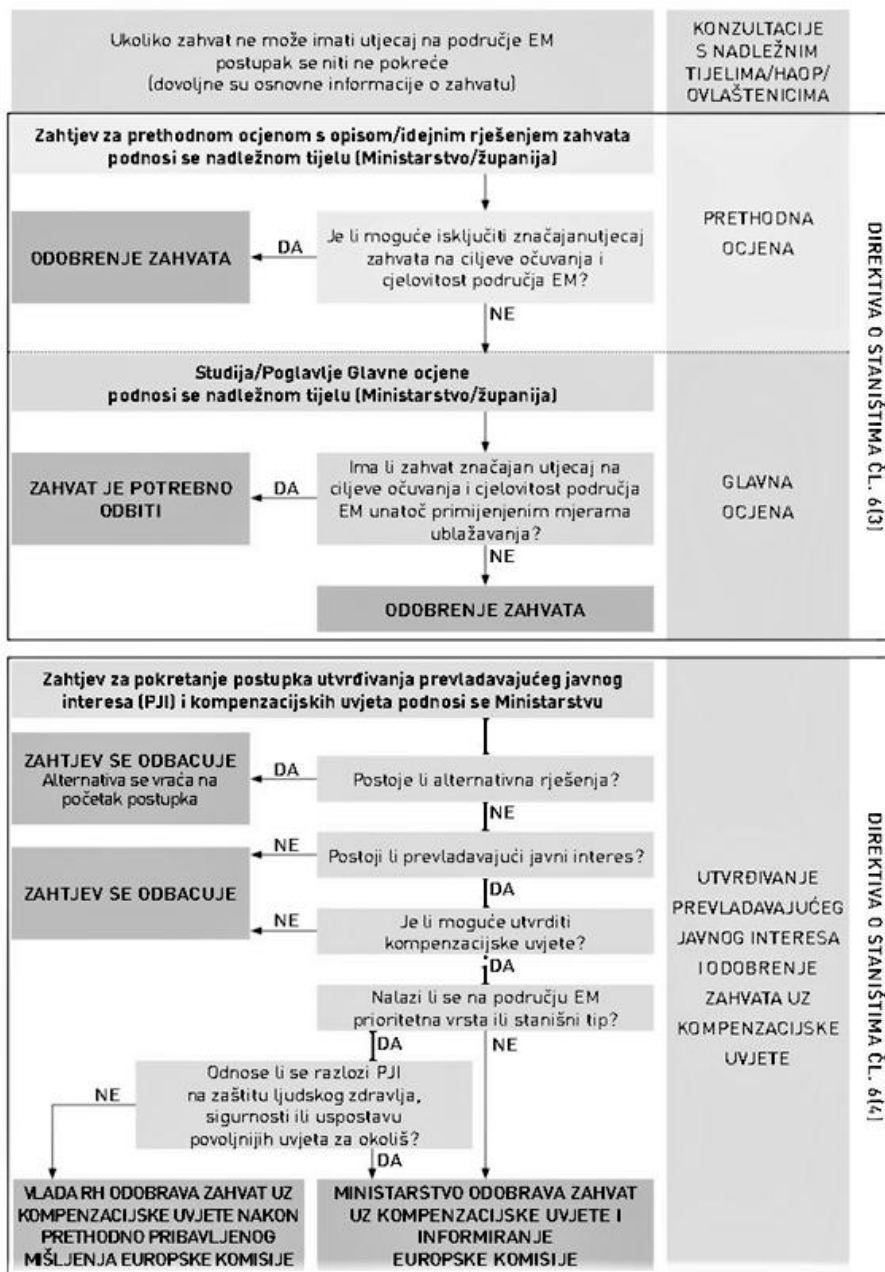 Ukoliko zahvat ne može imati utjecaj na područje EM
postupak se niti ne pokreće
(dovoljne su osnovne informacije o zahvatu)
KONZULTACIJE
S NADLEŽNIM
TIJELIMA/HAOP/
OVLAŠTENICIMA
Zahtjev za prethodnom ocjenom s opisom/idejnim rješenjem zahvata
podnosi se nadležnom tijelu (Ministarstvo/županija)
Je li moguće isključiti značajanutjecaj
zahvata na ciljeve očuvanja i
cjelovitost područja EM?
DA
ODOBRENJE ZAHVATA
NE
PRETHODNA
OCJENA
Studija/Poglavlje Glavne ocjene
podnosi se nadležnom tijelu (Ministarstvo/županija)
Ima li zahvat značajan utjecaj na
ciljeve očuvanja i cjelovitost područja
EM unatoč primijenjenim mjerama
ublažavanja?
DA
ZAHVAT JE POTREBNO
ODBITI
NE
ODOBRENJE ZAHVATA
GLAVNA
OCJENA
DIREKTIVA O STANIŠTIMA ČL. 6(3)
Zahtjev za pokretanje postupka utvrđivanja prevladavajućeg javnog
interesa (PJI) i kompenzacijskih uvjeta podnosi se Ministarstvu
Postoje li alternativna rješenja?
DA
ZAHTJEV SE ODBACUJE
Alternativa se vraća na
početak postupka
NE
Postoji li prevladavajući javni interes?
NE
ZAHTJEV SE ODBACUJE
DA
Je li moguće utvrditi
kompenzacijske uvjete?
NE
DA
Nalazi li se na području EM
prioritetna vrsta ili stanišni tip?
DA
NE
Odnose li se razlozi PJI
na zaštitu ljudskog zdravlja,
sigurnosti ili uspostavu
povoljnijih uvjeta za okoliš?
NE
DA
VLADA RH ODOBRAVA ZAHVAT UZ
KOMPENZACIJSKE UVJETE NAKON
PRETHODNO PRIBAVLJENOG
MIŠLJENJA EUROPSKE KOMISIJE
MINISTARSTVO ODOBRAVA ZAHVAT
UZ KOMPENZACIJSKE UVJETE I
INFORMIRANJE
EUROPSKE KOMISIJE
UTVRĐIVANJE
PREVLADAVAJUĆEG
JAVNOG INTERESA
I ODOBRENJE
ZAHVATA UZ
KOMPENZACIJSKE
UVJETE
DIREKTIVA O STANIŠTIMA ČL. 6(4)